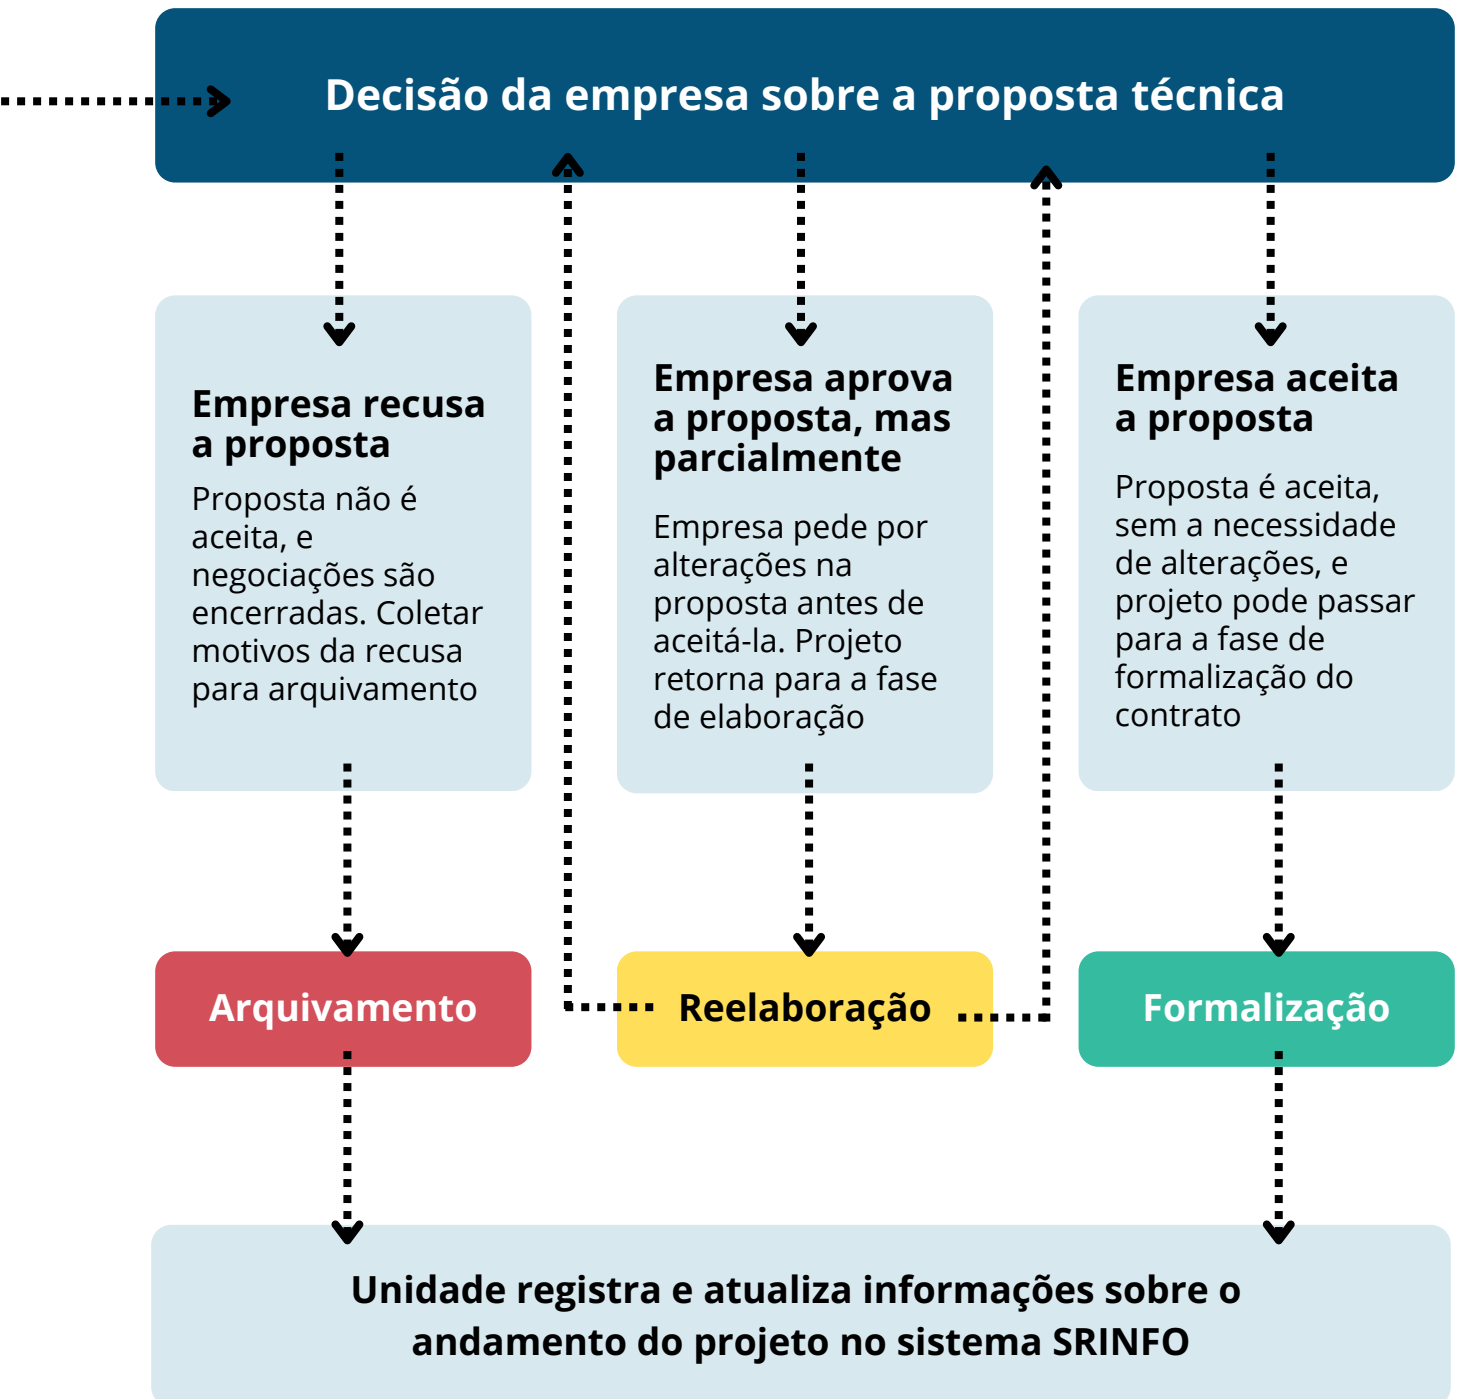 Decisão da empresa sobre a proposta técnica
Empresa recusa
a proposta
Proposta não é
aceita, e
negociações são
encerradas. Coletar
motivos da recusa
para arquivamento
Empresa aprova
a proposta, mas
parcialmente
Empresa pede por
alterações na
proposta antes de
aceitá-la. Projeto
retorna para a fase
de elaboração
Empresa aceita
a proposta
Proposta é aceita,
sem a necessidade
de alterações, e
projeto pode passar
para a fase de
formalização do
contrato
Arquivamento
Reelaboração
Formalização
Unidade registra e atualiza informações sobre o
andamento do projeto no sistema SRINFO